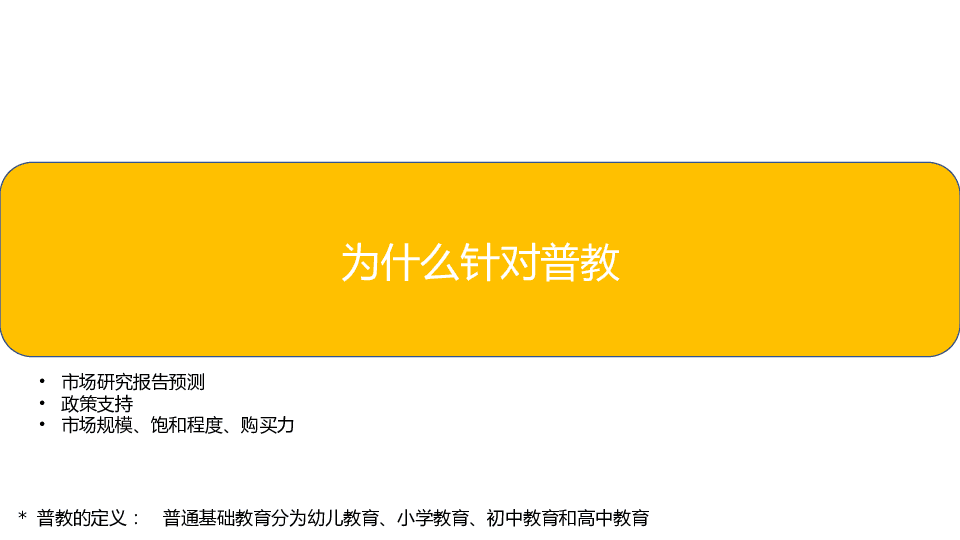 为什么针对普教
• 市场研究报告预测
• 政策支持
• 市场规模、饱和程度、购买力
* 普教的定义： 普通基础教育分为幼儿教育、小学教育、初中教育和高中教育